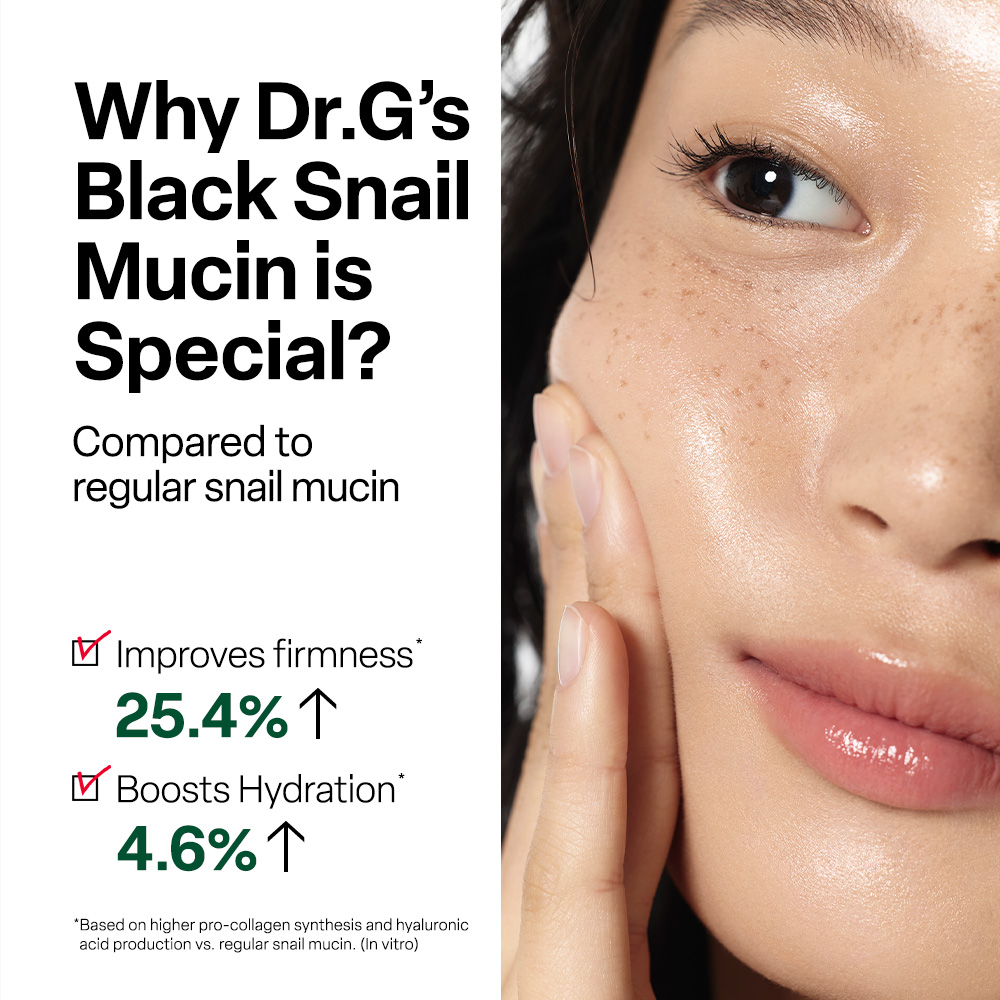 Why Dr.G’s
Black Snail
Mucin is
Special?
Compared to
regular snail mucin
Improves firmness*
25.4%↑
Boosts Hydration*
4.6%↑
*Based on higher pro-collagen synthesis and hyaluronic
acid production vs. regular snail mucin. (In vitro)